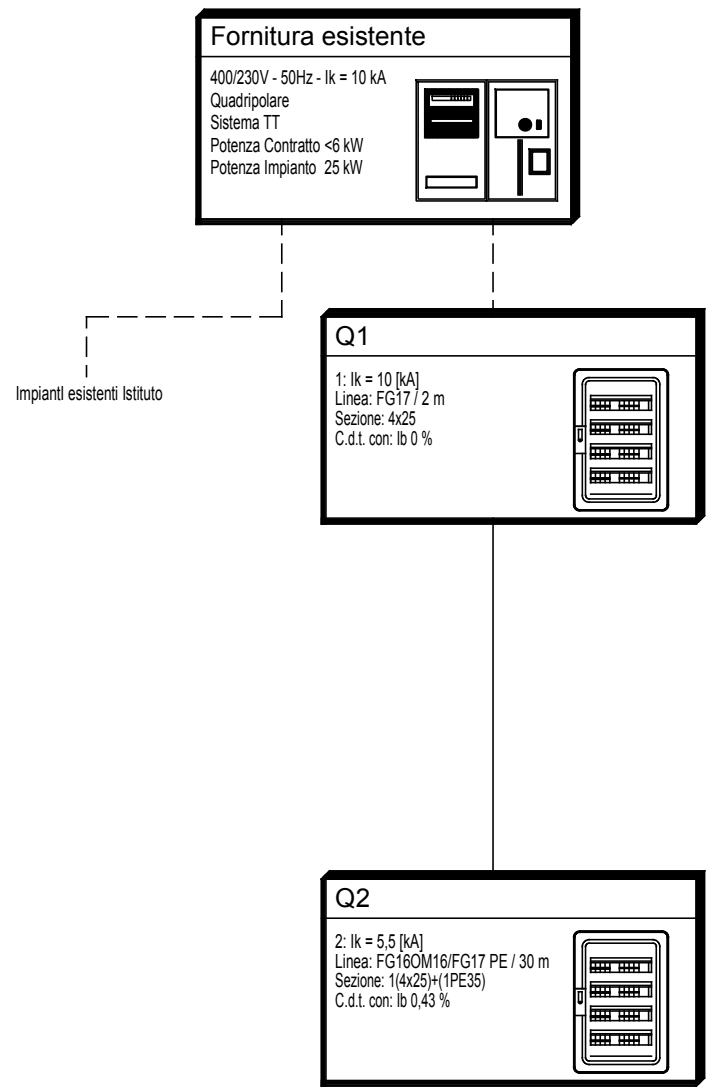 Fornitura esistente
400/230V - 50Hz - Ik = 10 kA
Quadripolare
Sistema TT
Potenza Contratto <6 kW
Potenza Impianto 25 kW
Impianti esistenti Istituto
Q1
1: Ik = 10 [kA]
Linea: FG17 / 2 m
Sezione: 4x25
C.d.t. con: Ib 0 %
Q2
2: Ik = 5,5 [kA]
Linea: FG16OM16/FG17 PE / 30 m
Sezione: 1(4x25)+(1PE35)
C.d.t. con: Ib 0,43 %